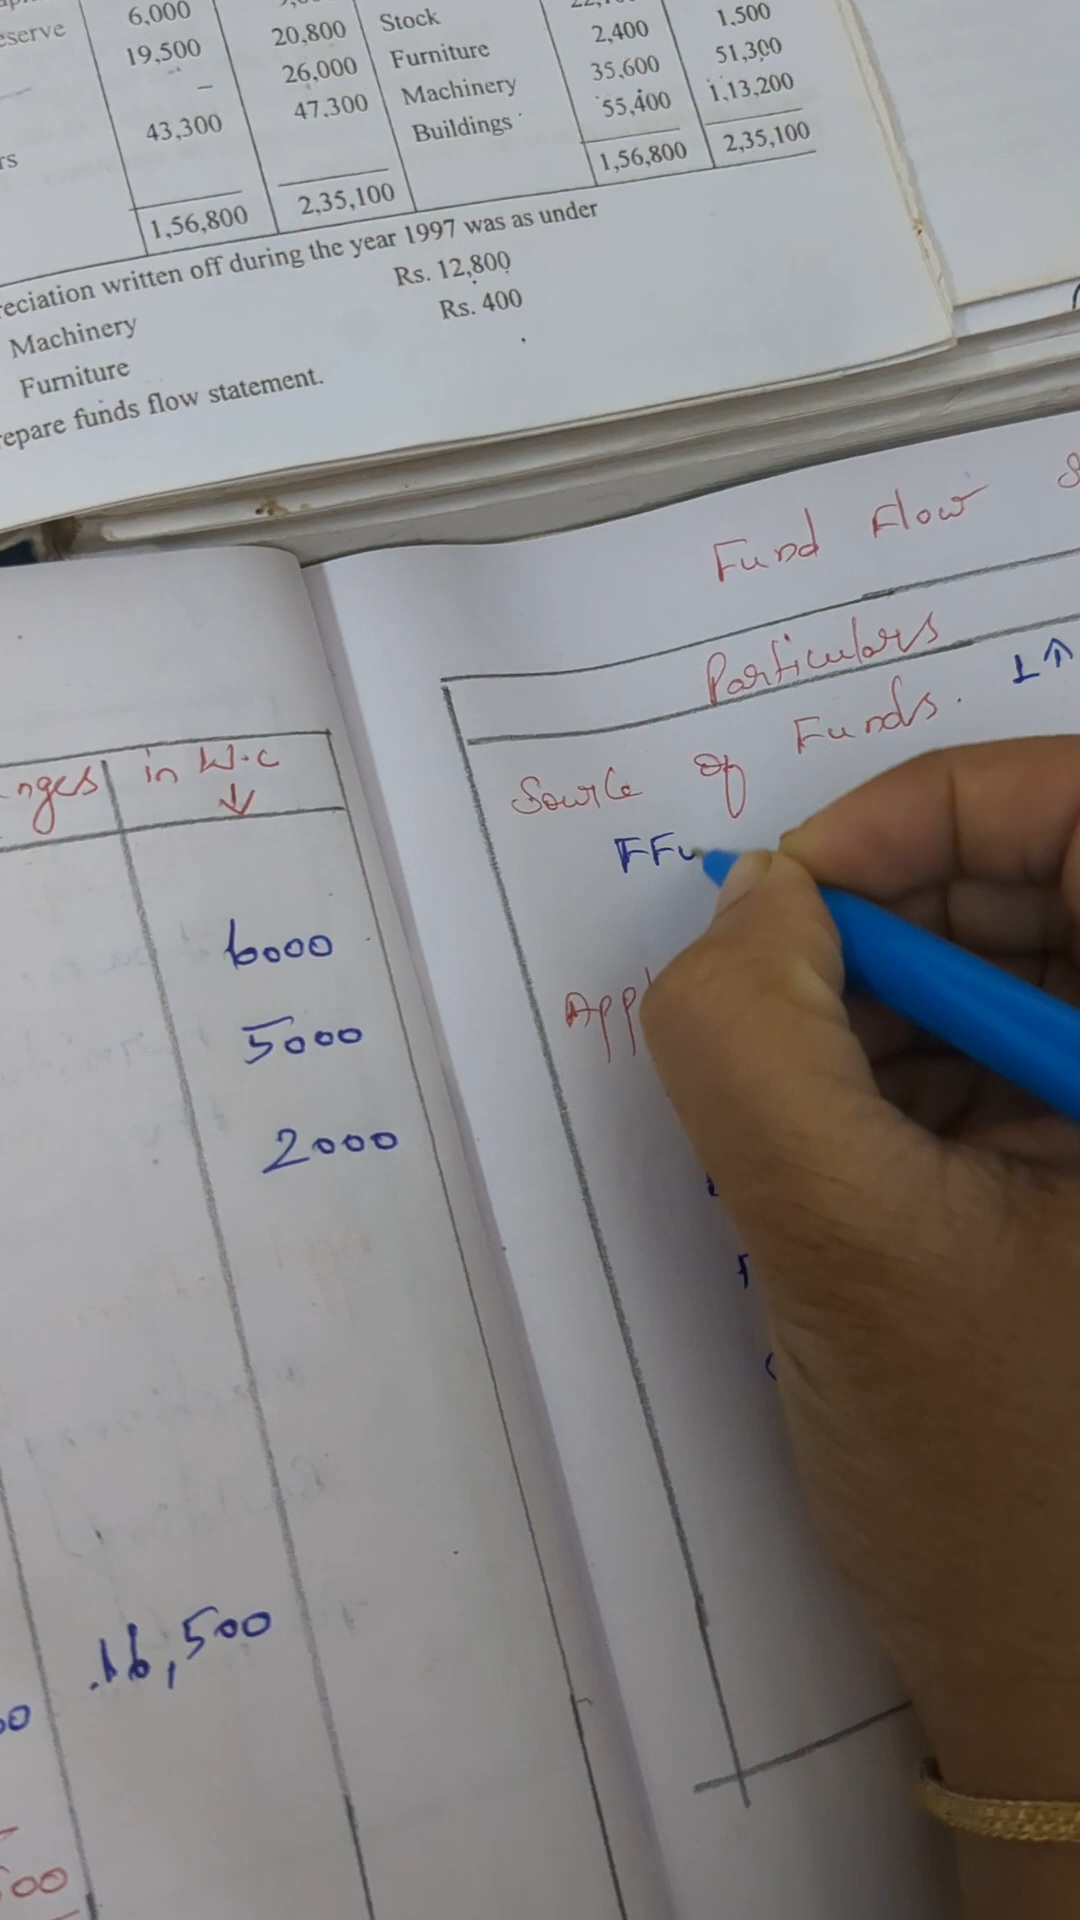 6,000 Stock 1,500
eserve 19,500 20,800 Furniture 2,400 51,300
– 26,000 Machinery 35,600 1,13,200
rs 43,300 47,300 Buildings 55,400
1,56,800 2,35,100
1,56,800 2,35,100
reciation written off during the year 1997 was as under
Machinery Rs. 12,800
Furniture Rs. 400
repare funds flow statement.
Fund Flow S
Particulars
Source of Funds. L↑
FFu
App
nges in W.C
↓
6000
5000
2000
16,500
00